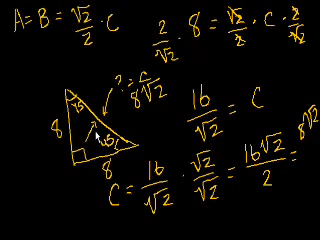 A = B = √2/2 · C
2/√2 · 8 = √2/2 · C · 2/√2
? = C
8√2
45
16/√2 = C
8
45
8
C = 16/√2 · √2/√2 = 16√2/2 = 8√2